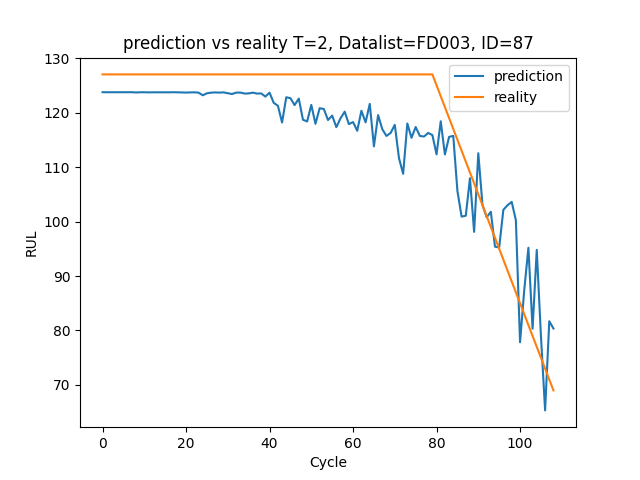 prediction vs reality T=2, Datalist=FD003, ID=87
prediction
reality
RUL
130
120
110
100
90
80
70
0 20 40 60 80 100
Cycle